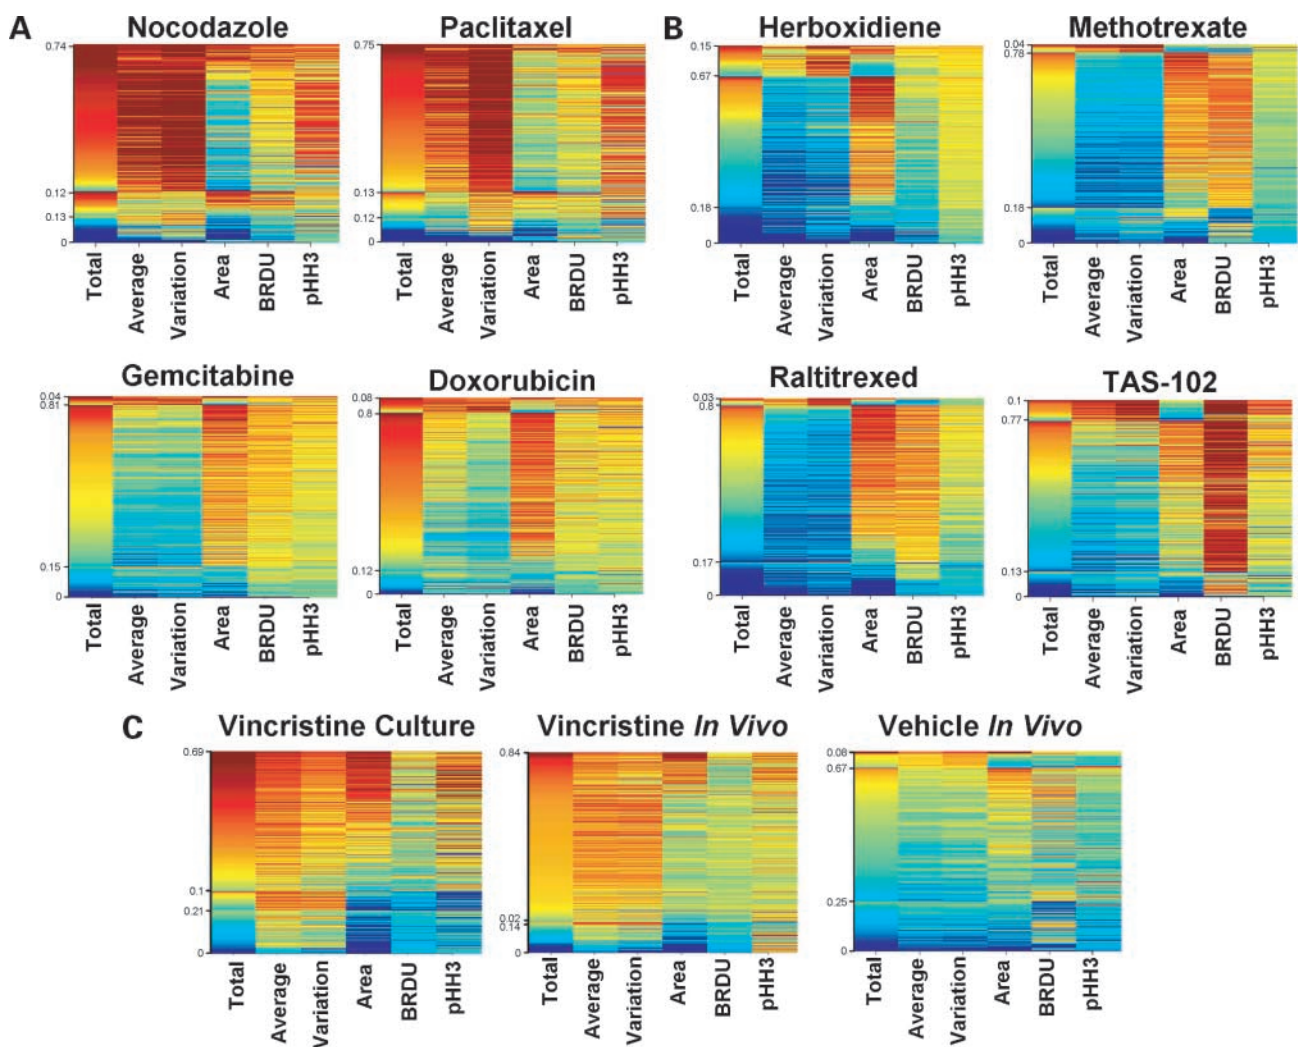 A
Nocodazole
Paclitaxel
B
Herboxidiene
Methotrexate
0.74
0.12
0.13
0
Total
Average
Variation
Area
BRDU
pHH3
0.75
0.13
0.12
0
Total
Average
Variation
Area
BRDU
pHH3
0.15
0.67
0.18
0
Total
Average
Variation
Area
BRDU
pHH3
0.04
0.78
0.18
0
Total
Average
Variation
Area
BRDU
pHH3
Gemcitabine
Doxorubicin
Raltitrexed
TAS-102
0.04
0.81
0.15
0
Total
Average
Variation
Area
BRDU
pHH3
0.08
0.8
0.12
0
Total
Average
Variation
Area
BRDU
pHH3
0.03
0.8
0.17
0
Total
Average
Variation
Area
BRDU
pHH3
0.1
0.77
0.13
0
Total
Average
Variation
Area
BRDU
pHH3
C
Vincristine Culture
Vincristine In Vivo
Vehicle In Vivo
0.69
0.1
0.21
0
Total
Average
Variation
Area
BRDU
pHH3
0.84
0.02
0.14
0
Total
Average
Variation
Area
BRDU
pHH3
0.08
0.67
0.25
0
Total
Average
Variation
Area
BRDU
pHH3